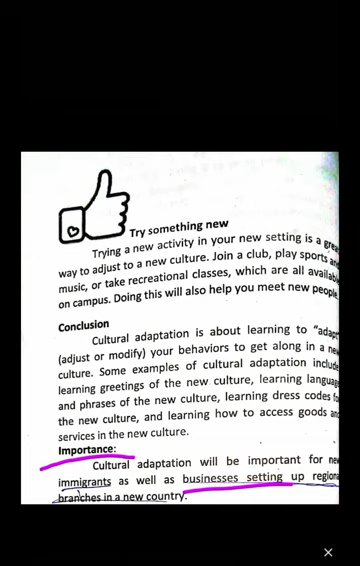 Try something new
Trying a new activity in your new setting is a grea
way to adjust to a new culture. Join a club, play sports and
music, or take recreational classes, which are all availabl
on campus. Doing this will also help you meet new people.
Conclusion
Cultural adaptation is about learning to "adapt"
(adjust or modify) your behaviors to get along in a ne
culture. Some examples of cultural adaptation include
learning greetings of the new culture, learning languag
and phrases of the new culture, learning dress codes fo
the new culture, and learning how to access goods and
services in the new culture.
Importance:
Cultural adaptation will be important for new
immigrants as well as businesses setting up regiona
branches in a new country.